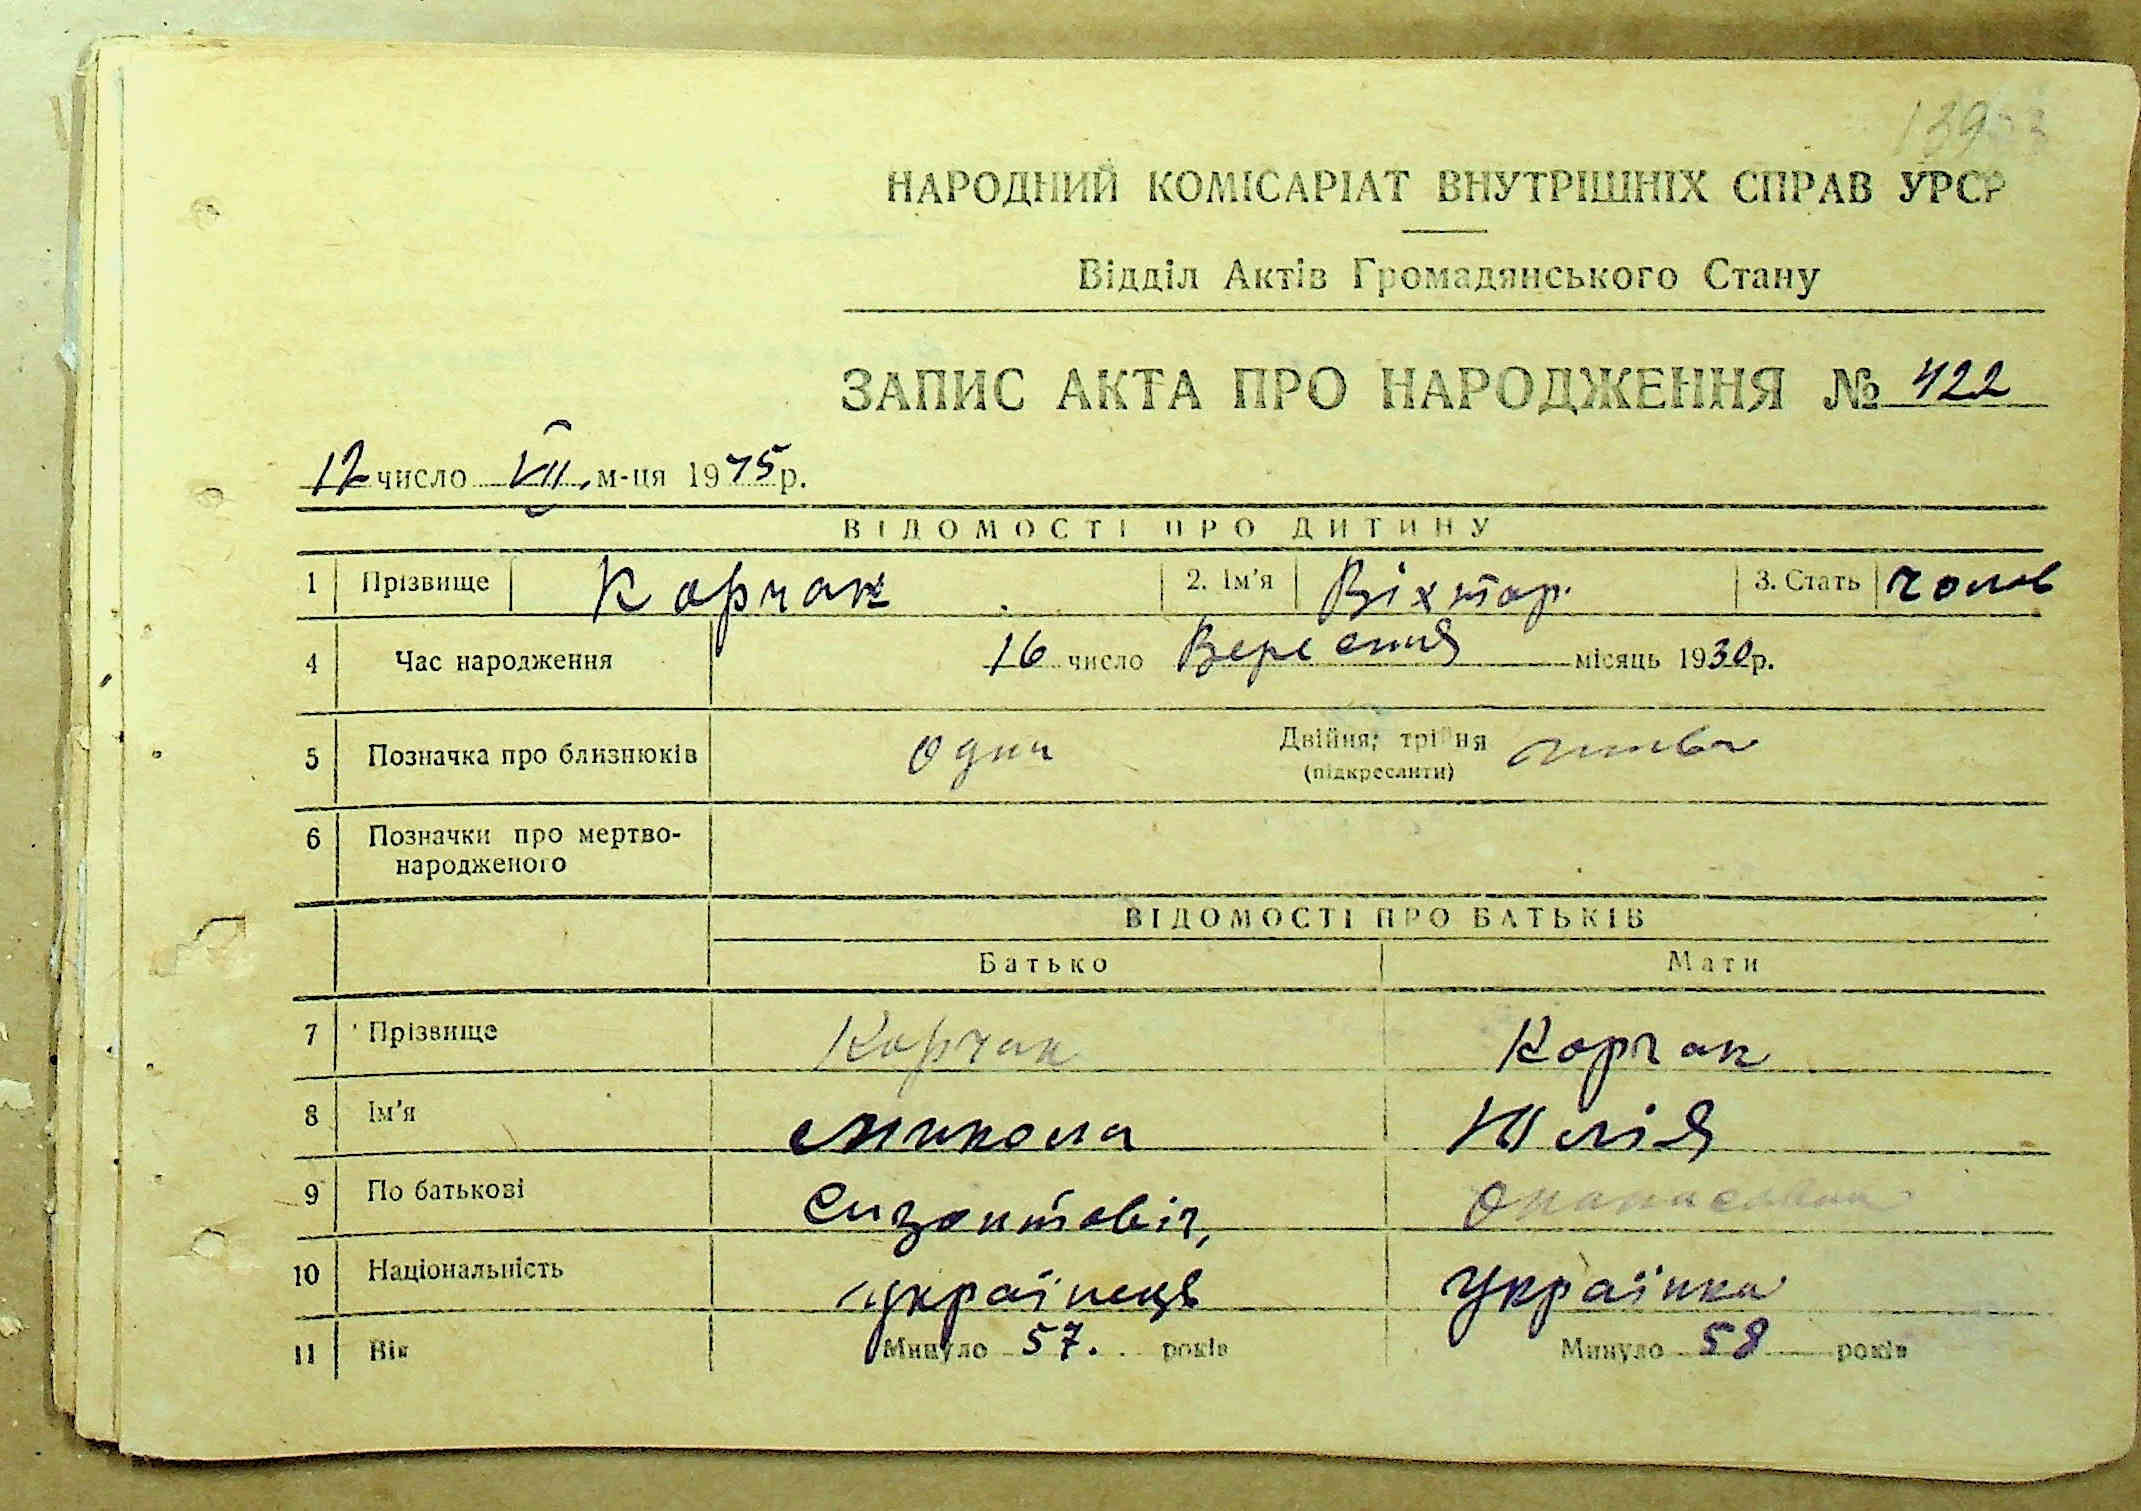 НАРОДНИЙ КОМІСАРІАТ ВНУТРІШНІХ СПРАВ УРСР
Відділ Актів Громадянського Стану
ЗАПИС АКТА ПРО НАРОДЖЕННЯ № 422
12 число VII, м-ця 1945 р.
ВІДОМОСТІ ПРО ДИТИНУ
1 Прізвище Корчак 2. Ім'я Віктор. 3. Стать чолов
4 Час народження 16 число Вересня місяць 1930 р.
5 Позначка про близнюків Один Двійня, трійня
(підкреслити)
6 Позначки про мертво-
народженого
ВІДОМОСТІ ПРО БАТЬКІВ
Батько Мати
7 Прізвище Корчак Корчак
8 Ім'я Микола Юлія
9 По батькові
10 Національність українець Українка
11 Вік Минуло 57. років Минуло 58 років